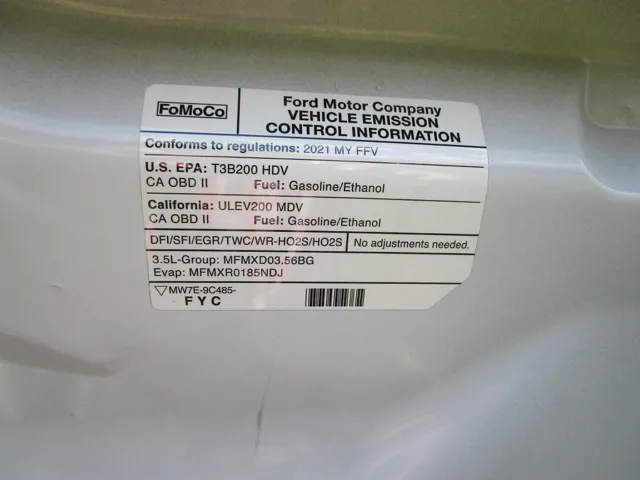 FoMoCo
Ford Motor Company
VEHICLE EMISSION
CONTROL INFORMATION
Conforms to regulations: 2021 MY FFV
U.S. EPA: T3B200 HDV
CA OBD II Fuel: Gasoline/Ethanol
California: ULEV200 MDV
CA OBD II Fuel: Gasoline/Ethanol
DFI/SFI/EGR/TWC/WR-HO2S/HO2S No adjustments needed.
3.5L-Group: MFMXD03.56BG
Evap: MFMXR0185NDJ
MW7E-9C485-
FYC